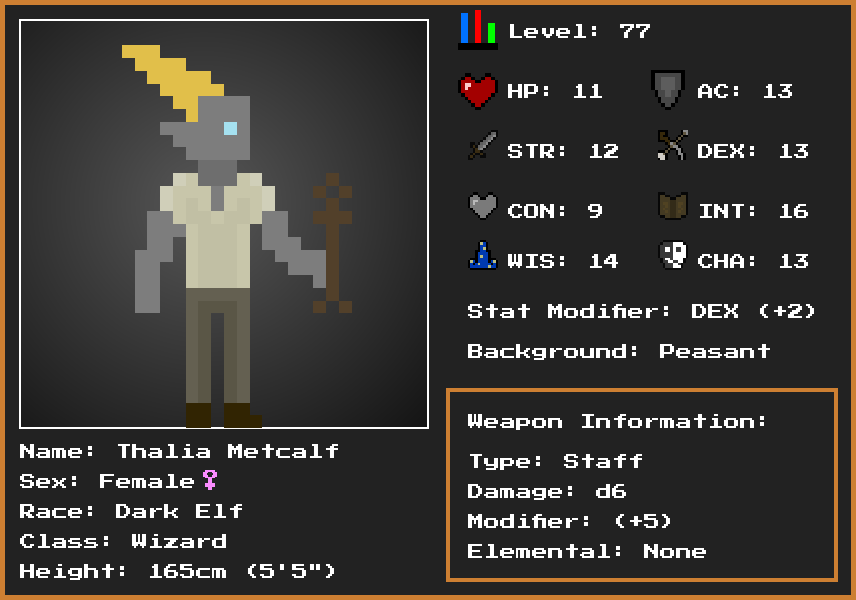 Level: 77
HP: 11 AC: 13
STR: 12 DEX: 13
CON: 9 INT: 16
WIS: 14 CHA: 13
Stat Modifier: DEX (+2)
Background: Peasant
Weapon Information:
Type: Staff
Damage: d6
Modifier: (+5)
Elemental: None
Name: Thalia Metcalf
Sex: Female♀
Race: Dark Elf
Class: Wizard
Height: 165cm (5'5")